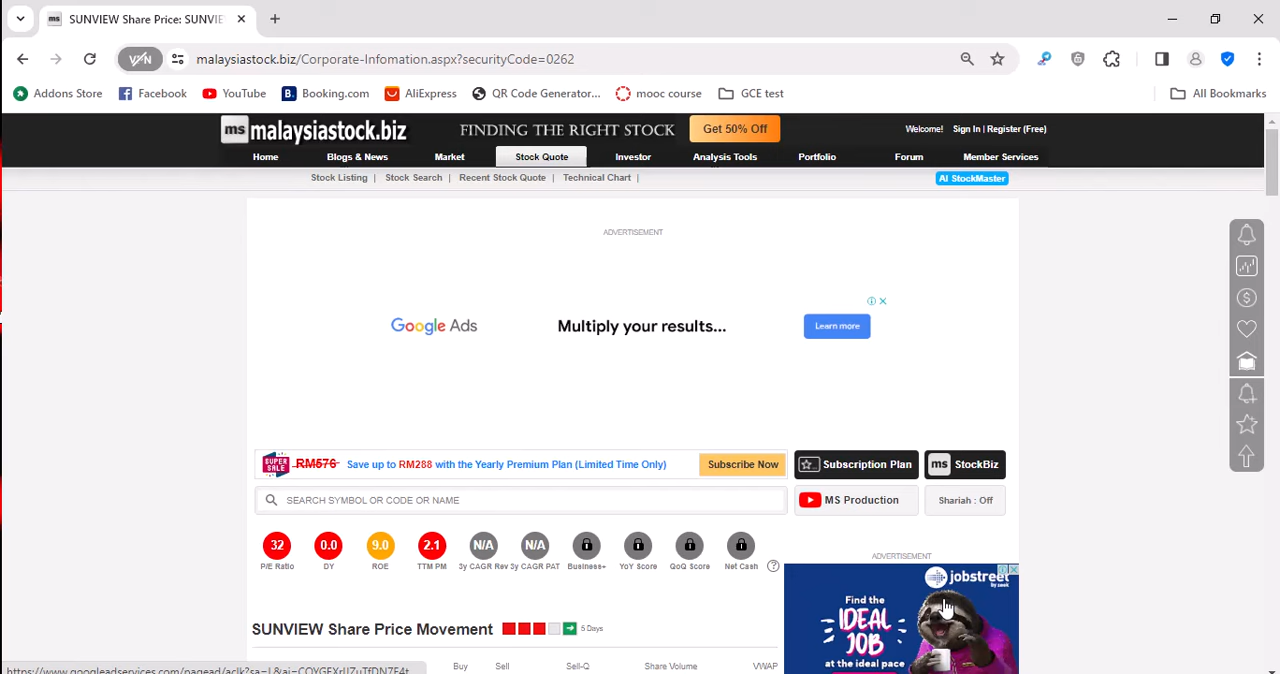 ms SUNVIEW Share Price: SUNVIE
VPN malaysiastock.biz/Corporate-Infomation.aspx?securityCode=0262
Addons Store Facebook YouTube B. Booking.com AliExpress QR Code Generator... mooc course GCE test All Bookmarks
ms malaysiastock.biz FINDING THE RIGHT STOCK Get 50% Off Welcome! Sign In | Register (Free)
Home Blogs & News Market Stock Quote Investor Analysis Tools Portfolio Forum Member Services
Stock Listing | Stock Search | Recent Stock Quote | Technical Chart | AI StockMaster
ADVERTISEMENT
Google Ads Multiply your results... Learn more
SUPER SALE RM576 Save up to RM288 with the Yearly Premium Plan (Limited Time Only) Subscribe Now Subscription Plan ms StockBiz
SEARCH SYMBOL OR CODE OR NAME MS Production Shariah : Off
32 0.0 9.0 2.1 N/A N/A
P/E Ratio DY ROE TTM PM 3y CAGR Rev 3y CAGR PAT Business+ YoY Score QoQ Score Net Cash ?
ADVERTISEMENT
jobstreet
by seek
Find the
IDEAL
JOB
at the ideal pace
SUNVIEW Share Price Movement 5 Days
Buy Sell Sell-Q Share Volume VWAP